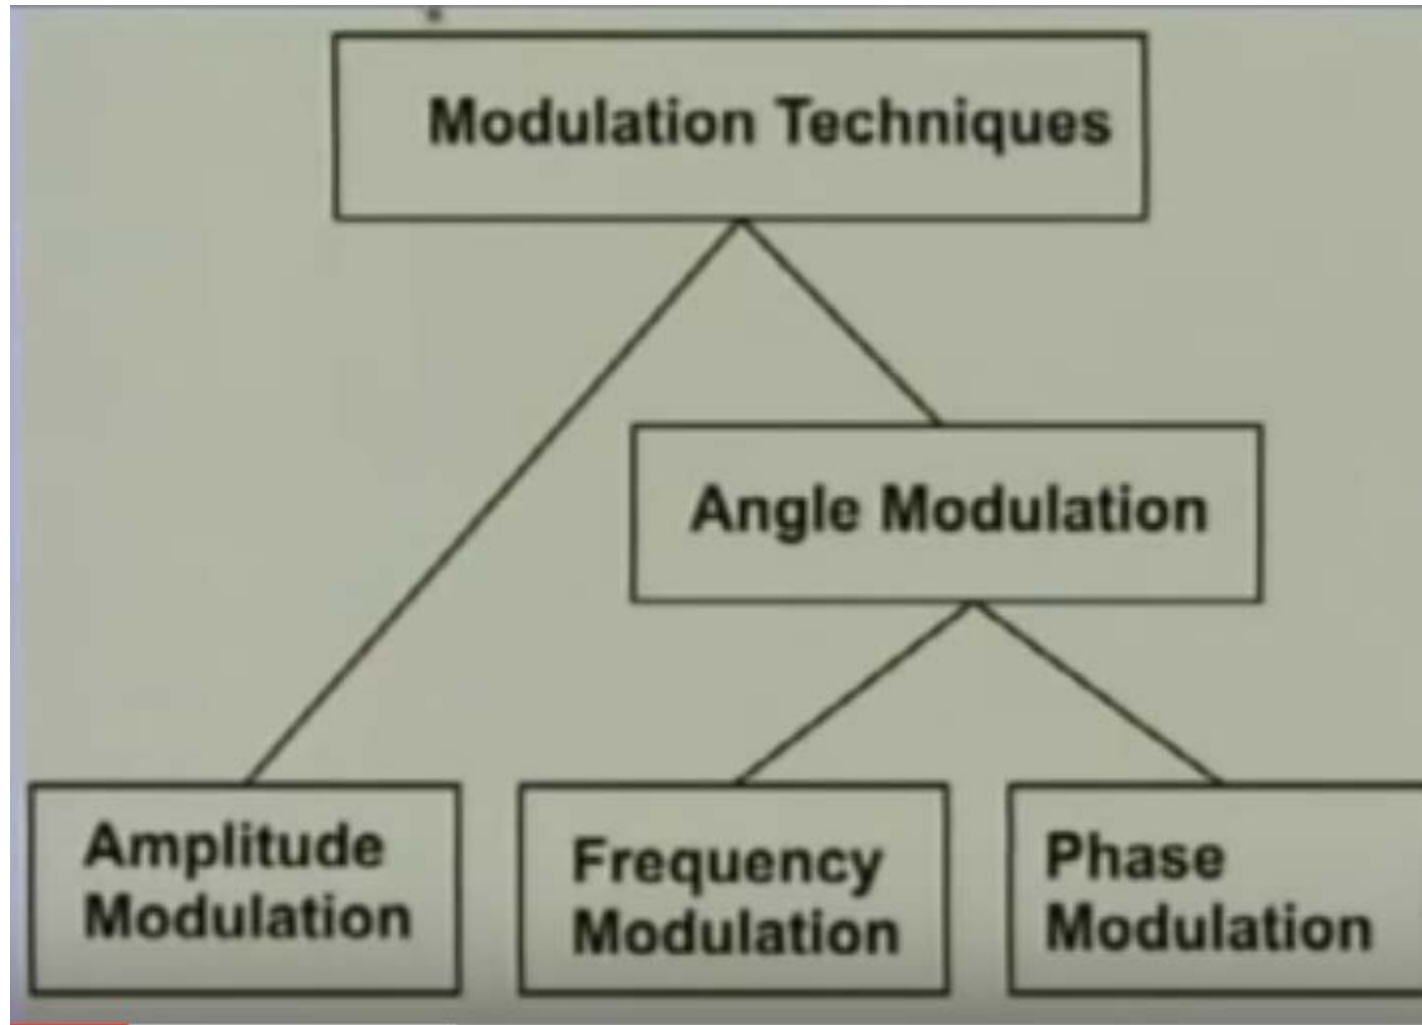 Modulation Techniques
Angle Modulation
Amplitude
Modulation
Frequency
Modulation
Phase
Modulation